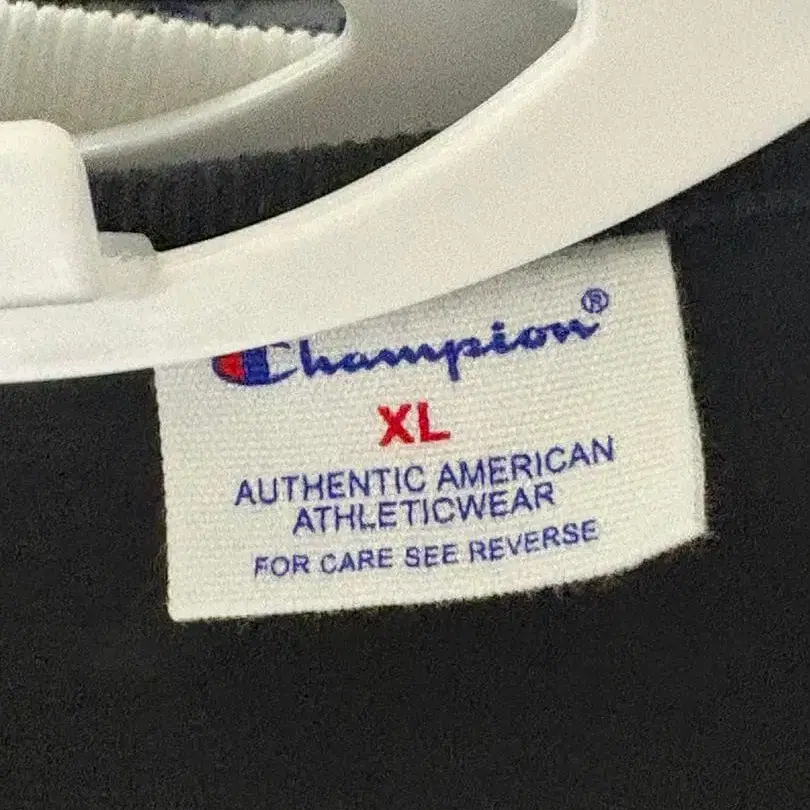 Champion®
XL
AUTHENTIC AMERICAN
ATHLETICWEAR
FOR CARE SEE REVERSE